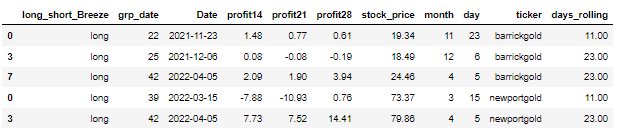 long_short_Breeze grp_date Date profit14 profit21 profit28 stock_price month day ticker days_rolling
0 long 22 2021-11-23 1.48 0.77 0.61 19.34 11 23 barrickgold 11.00
3 long 25 2021-12-06 0.08 -0.08 -0.19 18.49 12 6 barrickgold 23.00
7 long 42 2022-04-05 2.09 1.90 3.94 24.46 4 5 barrickgold 23.00
0 long 39 2022-03-15 -7.88 -10.93 0.76 73.37 3 15 newportgold 11.00
3 long 42 2022-04-05 7.73 7.52 14.41 79.86 4 5 newportgold 23.00